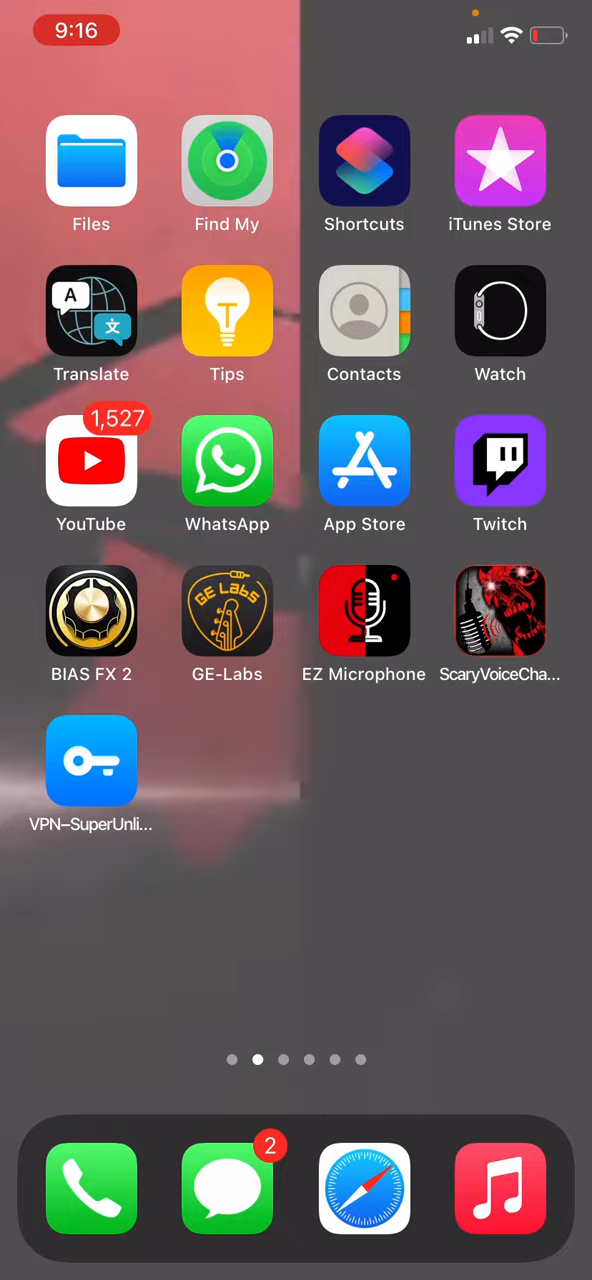 9:16
Files
Find My
Shortcuts
iTunes Store
A
文
Translate
T
Tips
Contacts
Watch
1,527
YouTube
WhatsApp
App Store
Twitch
GE Labs
BIAS FX 2
GE-Labs
EZ Microphone
ScaryVoiceCha...
VPN–SuperUnli...
2